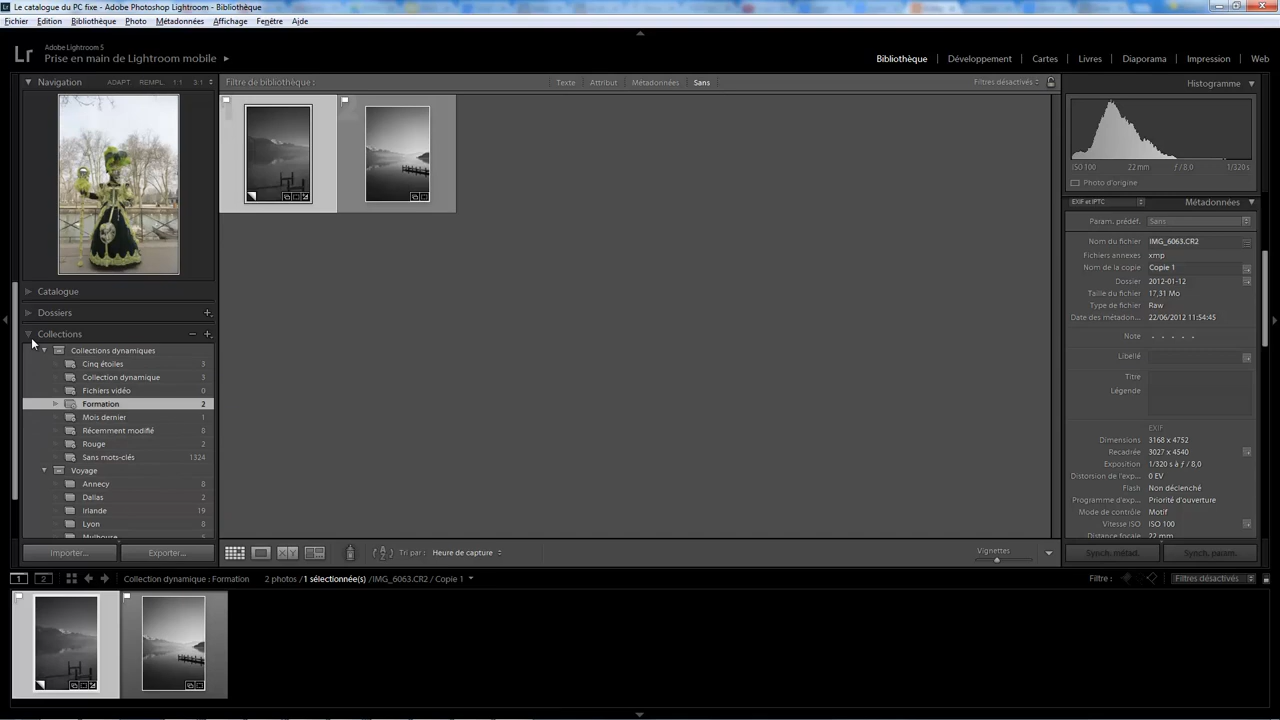 Le catalogue du PC fixe - Adobe Photoshop Lightroom - Bibliothèque
Fichier Edition Bibliothèque Photo Métadonnées Affichage Fenêtre Aide
Lr
Adobe Lightroom 5
Prise en main de Lightroom mobile
Bibliothèque Développement Cartes Livres Diaporama Impression Web
Navigation ADAPT REMPL. 1:1 3:1
Filtre de bibliothèque :
Texte Attribut Métadonnées Sans
Filtres désactivés
Histogramme
ISO 100 22 mm ƒ / 8,0 1/320 s
Photo d'origine
EXIF et IPTC Métadonnées
Param. prédéf. Sans
Nom du fichier IMG_6063.CR2
Fichiers annexes xmp
Nom de la copie Copie 1
Dossier 2012-01-12
Taille du fichier 17,31 Mo
Type de fichier Raw
Date des métadon... 22/06/2012 11:54:45
Note
Libellé
Titre
Légende
EXIF
Dimensions 3168 x 4752
Recadrée 3027 x 4540
Exposition 1/320 s à ƒ / 8,0
Distorsion de l'exp... 0 EV
Flash Non déclenché
Programme d'exp... Priorité d'ouverture
Mode de contrôle Motif
Vitesse ISO ISO 100
Distance focale 22 mm
Synch. métad. Synch. param.
Catalogue
Dossiers
Collections
Collections dynamiques
Cinq étoiles 3
Collection dynamique 3
Fichiers vidéo 0
Formation 2
Mois dernier 1
Récemment modifié 8
Rouge 2
Sans mots-clés 1324
Voyage
Annecy 8
Dallas 2
Irlande 19
Lyon 8
Mulhouse
Importer... Exporter...
Tri par : Heure de capture
Vignettes
1 2
Collection dynamique : Formation 2 photos / 1 sélectionnée(s) / IMG_6063.CR2 / Copie 1
Filtre : Filtres désactivés